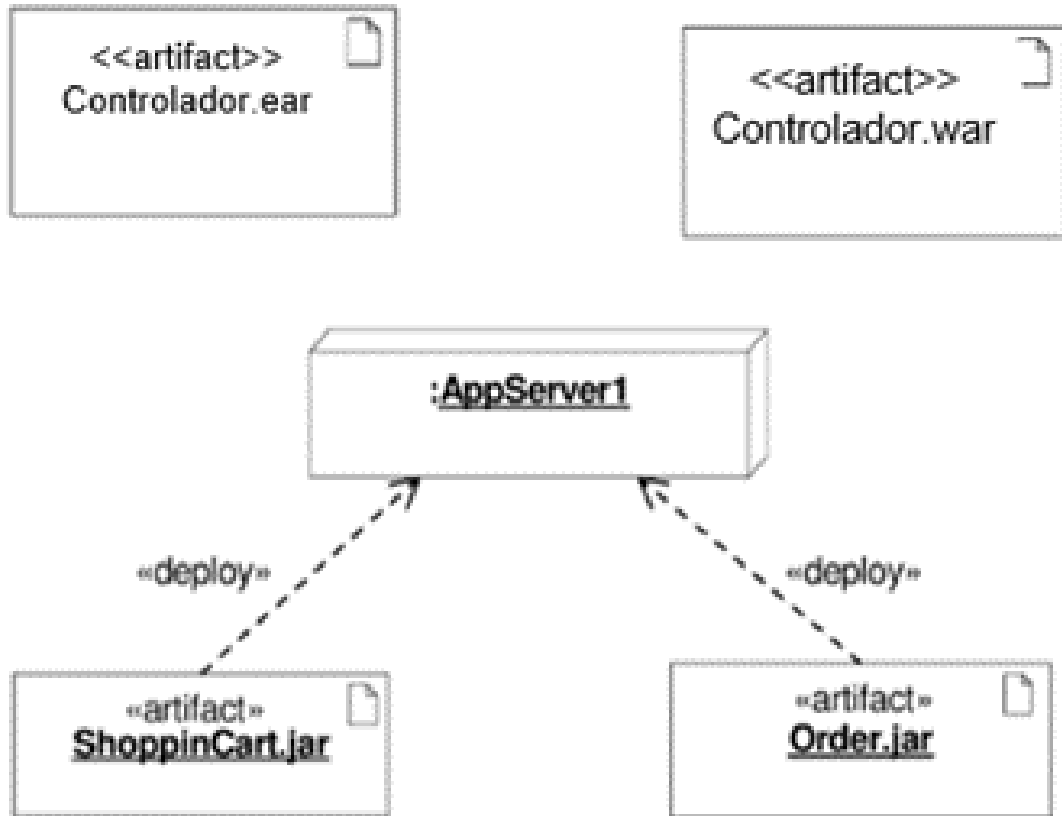 <<artifact>>
Controlador.ear
<<artifact>>
Controlador.war
:AppServer1
«deploy»
«deploy»
«artifact»
ShoppinCart.jar
«artifact»
Order.jar